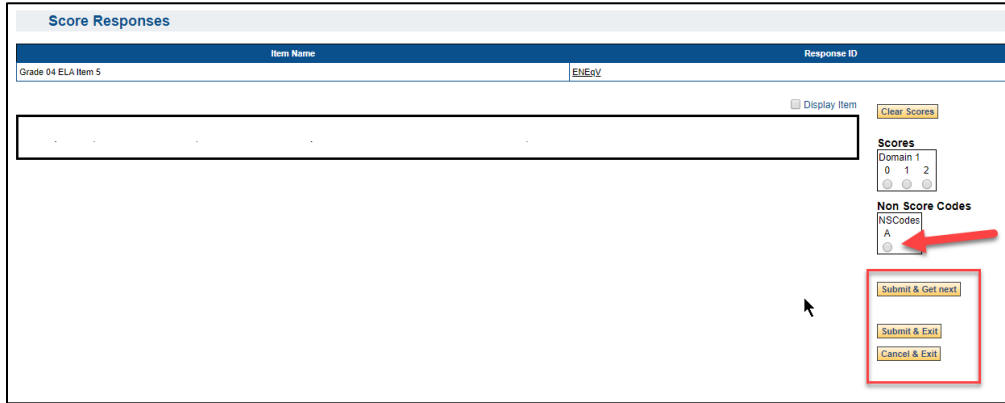 Score Responses
Item Name Response ID
Grade 04 ELA Item 5 ENEqV
Display Item
Clear Scores
Scores
Domain 1
0 1 2
Non Score Codes
NSCodes
A
Submit & Get next
Submit & Exit
Cancel & Exit